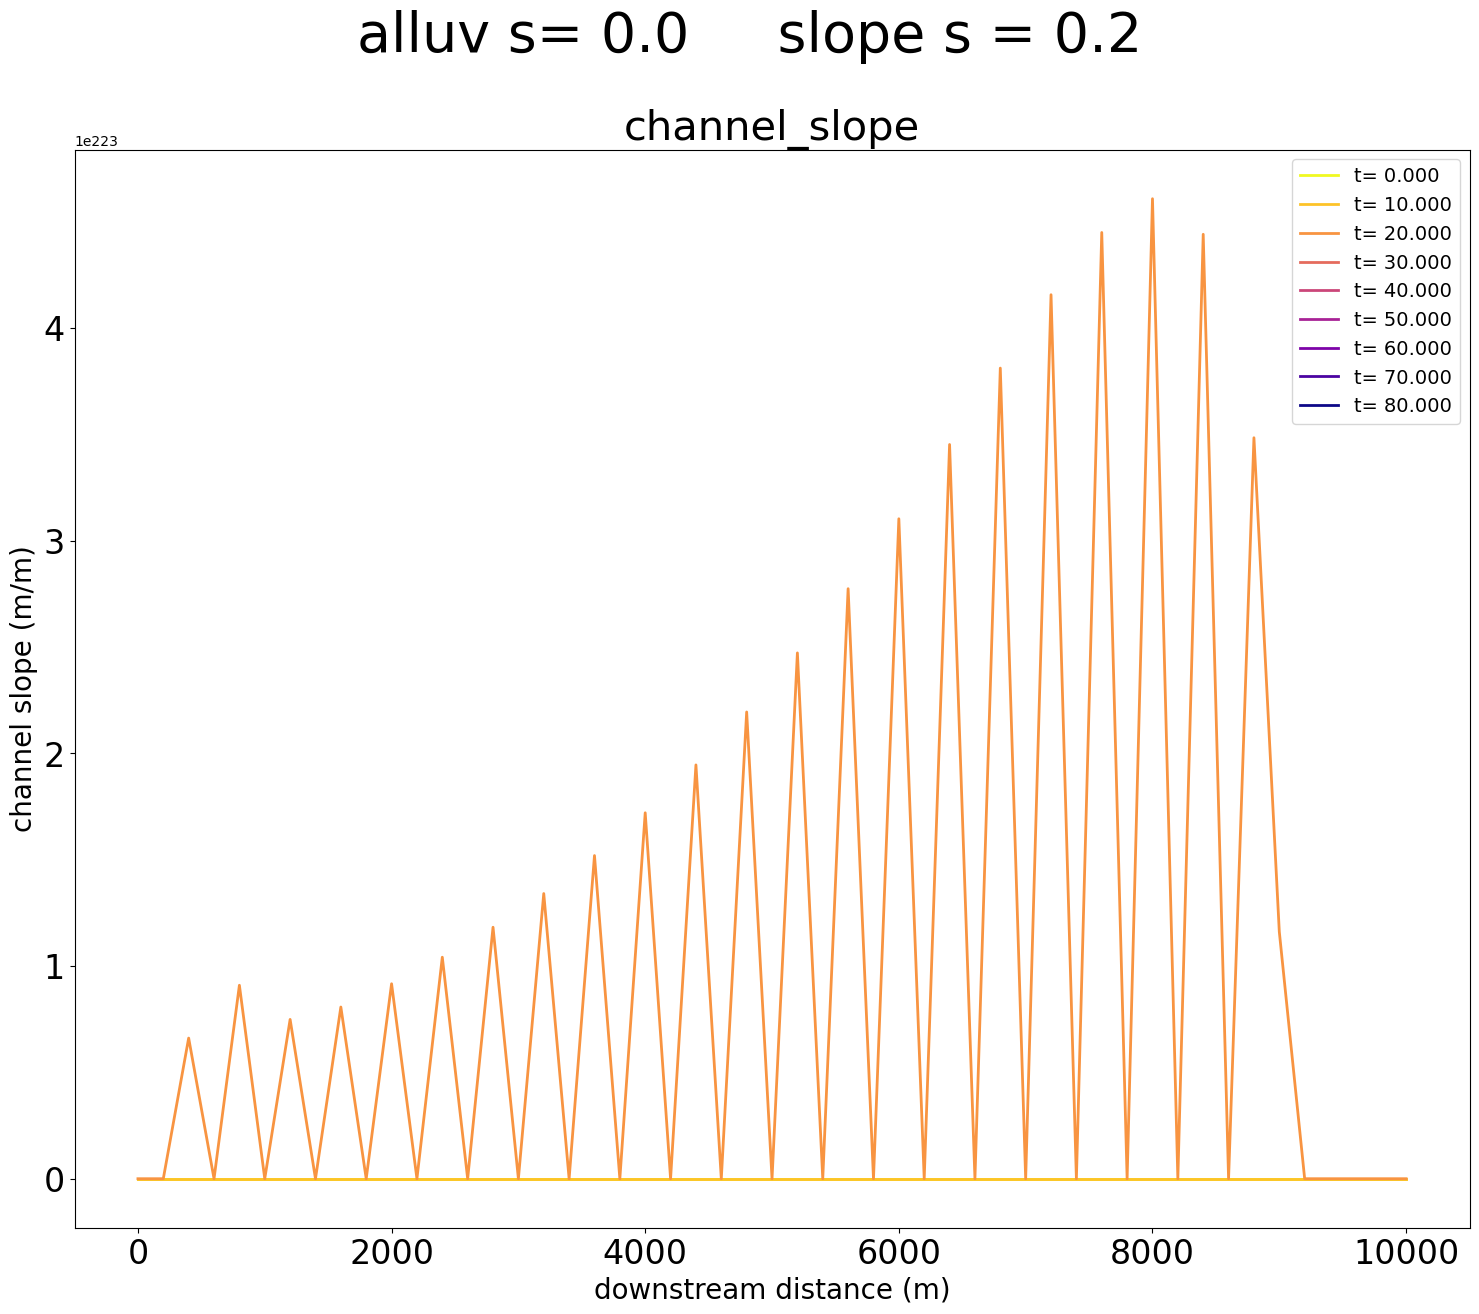 alluv s= 0.0 slope s = 0.2
channel_slope
1e223
t= 0.000
t= 10.000
t= 20.000
t= 30.000
t= 40.000
t= 50.000
t= 60.000
t= 70.000
t= 80.000
4
3
2
1
0
channel slope (m/m)
0 2000 4000 6000 8000 10000
downstream distance (m)